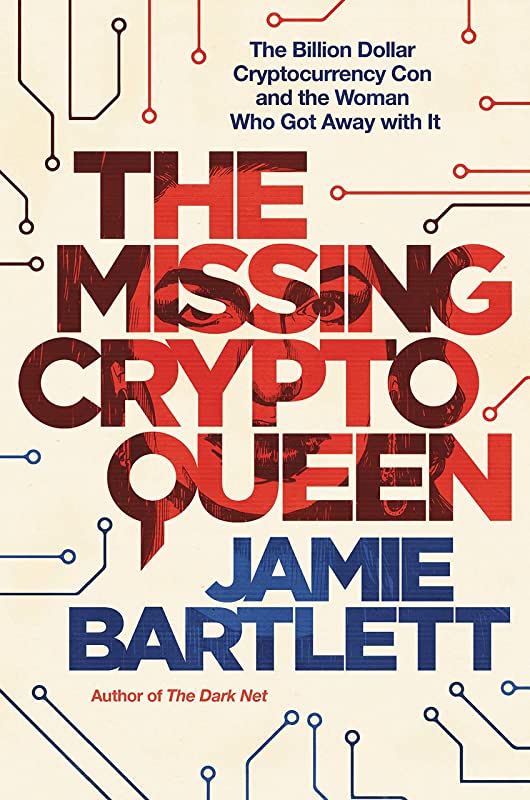 The Billion Dollar
Cryptocurrency Con
and the Woman
Who Got Away with It
THE
MISSING
CRYPTO
QUEEN
JAMIE
BARTLETT
Author of The Dark Net